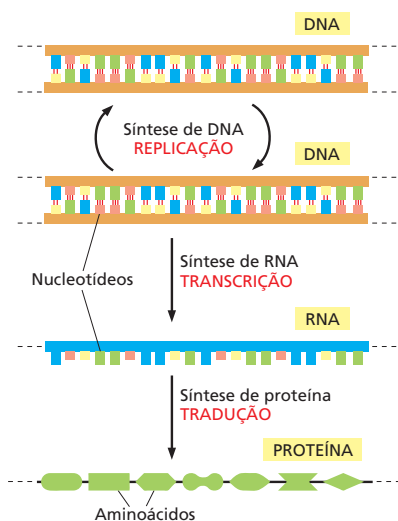 DNA
Síntese de DNA
REPLICAÇÃO
DNA
Nucleotídeos
Síntese de RNA
TRANSCRIÇÃO
RNA
Síntese de proteína
TRADUÇÃO
PROTEÍNA
Aminoácidos